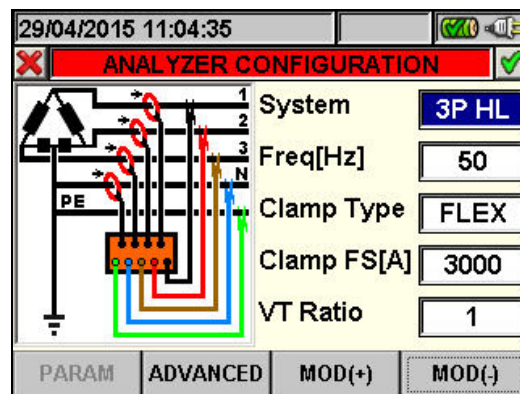 29/04/2015 11:04:35
ANALYZER CONFIGURATION
1
2
3
N
PE
System 3P HL
Freq[Hz] 50
Clamp Type FLEX
Clamp FS[A] 3000
VT Ratio 1
PARAM ADVANCED MOD(+) MOD(-)